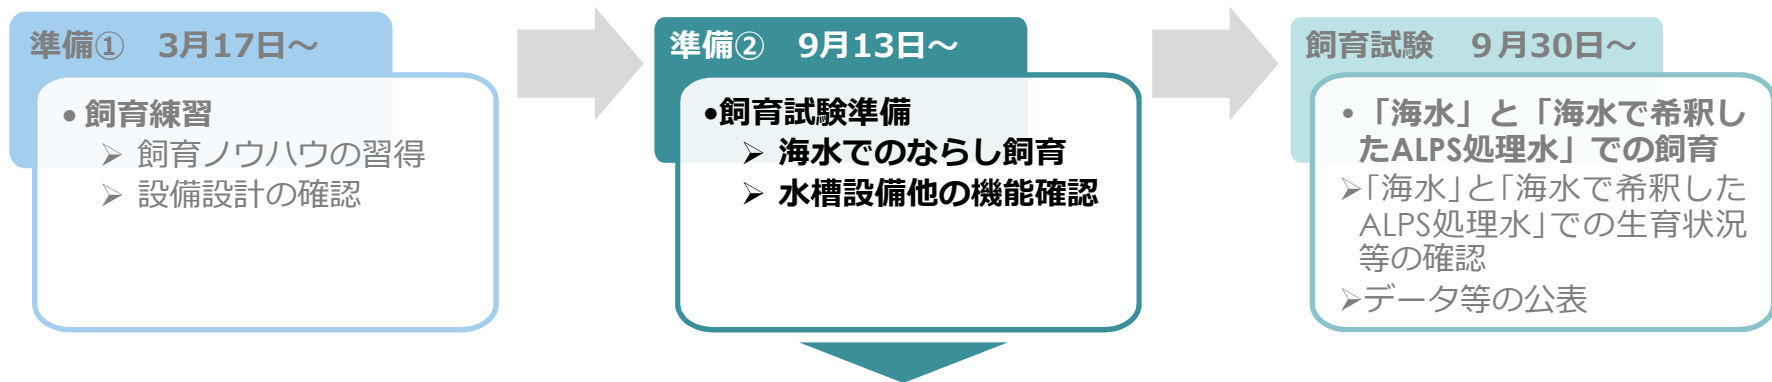 準備① 3月17日～
• 飼育練習
➢ 飼育ノウハウの習得
➢ 設備設計の確認
準備② 9月13日～
•飼育試験準備
➢ 海水でのならし飼育
➢ 水槽設備他の機能確認
飼育試験 ９月30日～
• 「海水」と「海水で希釈し
たALPS処理水」での飼育
➢「海水」と「海水で希釈した
ALPS処理水」での生育状況
等の確認
➢データ等の公表